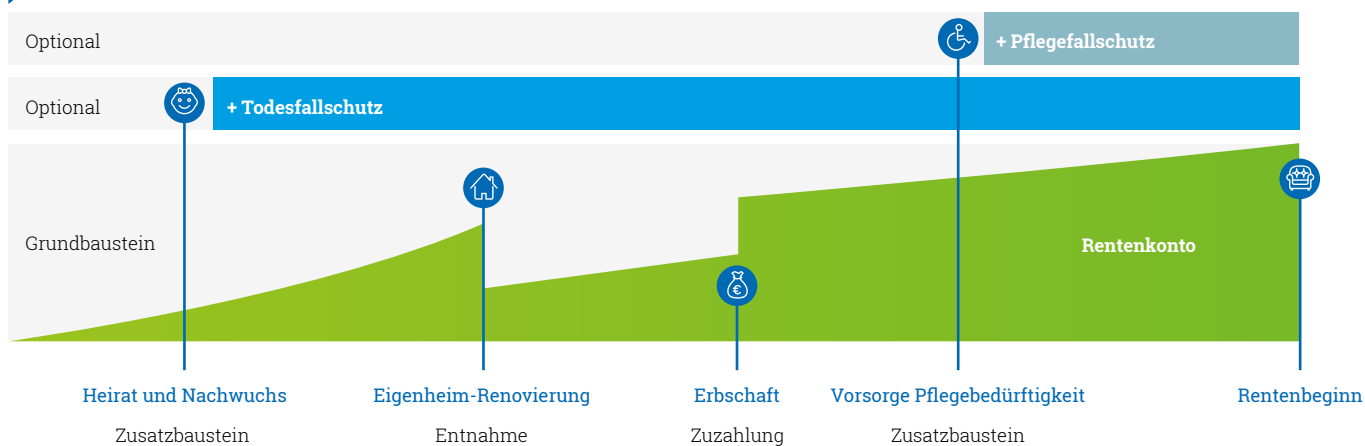 Optional
+ Pflegefallschutz
Optional
+ Todesfallschutz
Grundbaustein
Rentenkonto
€
Heirat und Nachwuchs
Zusatzbaustein
Eigenheim-Renovierung
Entnahme
Erbschaft
Zuzahlung
Vorsorge Pflegebedürftigkeit
Zusatzbaustein
Rentenbeginn